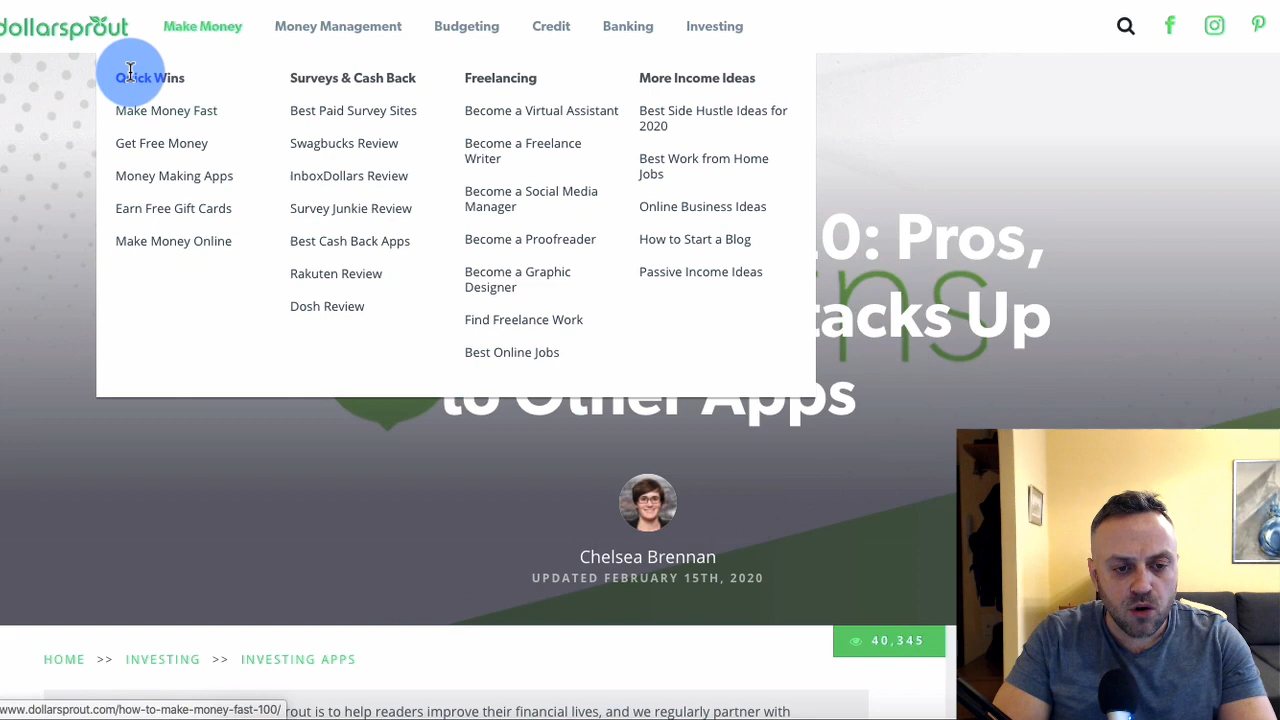 dollarsprout
Make Money
Money Management
Budgeting
Credit
Banking
Investing
Quick Wins
Make Money Fast
Get Free Money
Money Making Apps
Earn Free Gift Cards
Make Money Online
Surveys & Cash Back
Best Paid Survey Sites
Swagbucks Review
InboxDollars Review
Survey Junkie Review
Best Cash Back Apps
Rakuten Review
Dosh Review
Freelancing
Become a Virtual Assistant
Become a Freelance
Writer
Become a Social Media
Manager
Become a Proofreader
Become a Graphic
Designer
Find Freelance Work
Best Online Jobs
More Income Ideas
Best Side Hustle Ideas for
2020
Best Work from Home
Jobs
Online Business Ideas
How to Start a Blog
Passive Income Ideas
0: Pros,
tacks Up
to Other Apps
Chelsea Brennan
UPDATED FEBRUARY 15TH, 2020
40,345
HOME >> INVESTING >> INVESTING APPS
rout is to help readers improve their financial lives, and we regularly partner with
www.dollarsprout.com/how-to-make-money-fast-100/